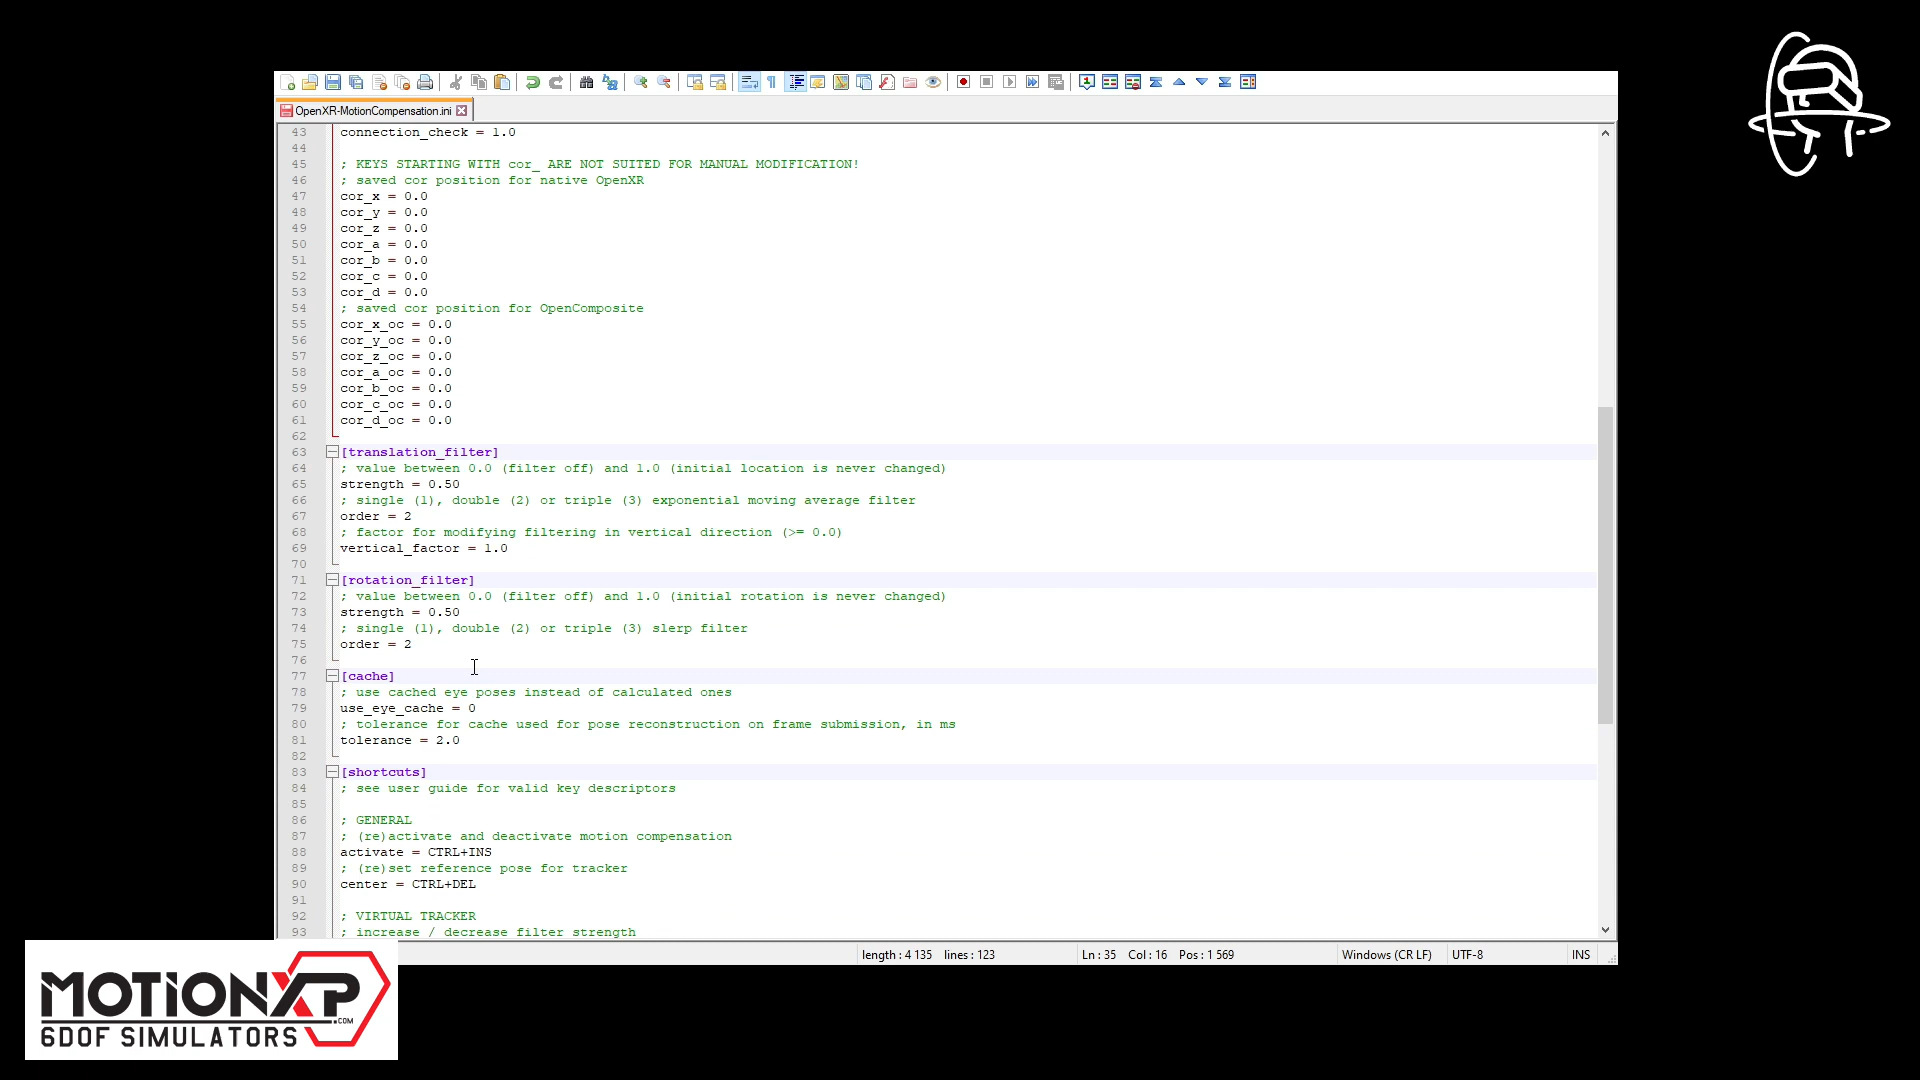 OpenXR-MotionCompensation.ini
43 connection_check = 1.0
44
45 ; KEYS STARTING WITH cor_ ARE NOT SUITED FOR MANUAL MODIFICATION!
46 ; saved cor position for native OpenXR
47 cor_x = 0.0
48 cor_y = 0.0
49 cor_z = 0.0
50 cor_a = 0.0
51 cor_b = 0.0
52 cor_c = 0.0
53 cor_d = 0.0
54 ; saved cor position for OpenComposite
55 cor_x_oc = 0.0
56 cor_y_oc = 0.0
57 cor_z_oc = 0.0
58 cor_a_oc = 0.0
59 cor_b_oc = 0.0
60 cor_c_oc = 0.0
61 cor_d_oc = 0.0
62
63 [translation_filter]
64 ; value between 0.0 (filter off) and 1.0 (initial location is never changed)
65 strength = 0.50
66 ; single (1), double (2) or triple (3) exponential moving average filter
67 order = 2
68 ; factor for modifying filtering in vertical direction (>= 0.0)
69 vertical_factor = 1.0
70
71 [rotation_filter]
72 ; value between 0.0 (filter off) and 1.0 (initial rotation is never changed)
73 strength = 0.50
74 ; single (1), double (2) or triple (3) slerp filter
75 order = 2
76
77 [cache]
78 ; use cached eye poses instead of calculated ones
79 use_eye_cache = 0
80 ; tolerance for cache used for pose reconstruction on frame submission, in ms
81 tolerance = 2.0
82
83 [shortcuts]
84 ; see user guide for valid key descriptors
85
86 ; GENERAL
87 ; (re)activate and deactivate motion compensation
88 activate = CTRL+INS
89 ; (re)set reference pose for tracker
90 center = CTRL+DEL
91
92 ; VIRTUAL TRACKER
93 ; increase / decrease filter strength
length : 4 135 lines : 123 Ln : 35 Col : 16 Pos : 1 569 Windows (CR LF) UTF-8 INS
MOTIONXP
.COM
6DOF SIMULATORS